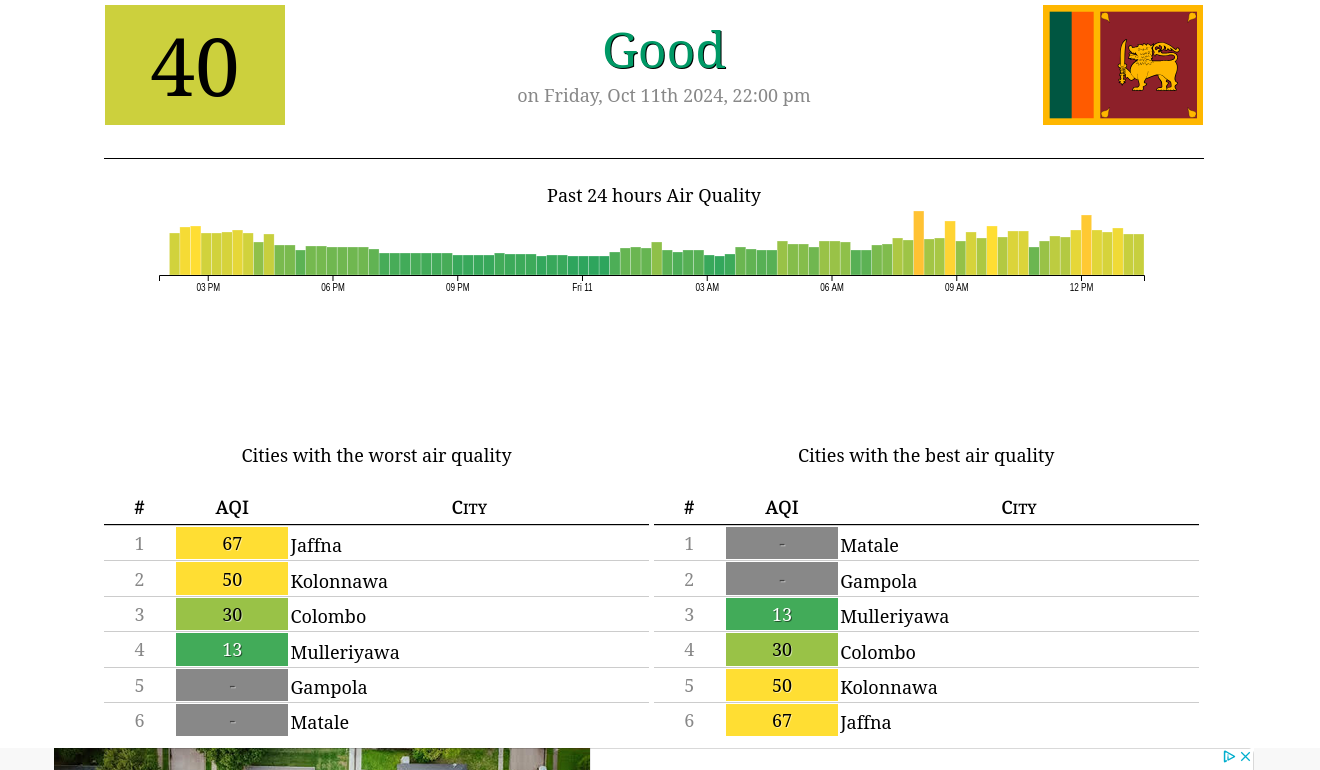 40
Good
on Friday, Oct 11th 2024, 22:00 pm
Past 24 hours Air Quality
03 PM 06 PM 09 PM Fri 11 03 AM 06 AM 09 AM 12 PM
Cities with the worst air quality
# AQI City
1 67 Jaffna
2 50 Kolonnawa
3 30 Colombo
4 13 Mulleriyawa
5 - Gampola
6 - Matale
Cities with the best air quality
# AQI City
1 - Matale
2 - Gampola
3 13 Mulleriyawa
4 30 Colombo
5 50 Kolonnawa
6 67 Jaffna